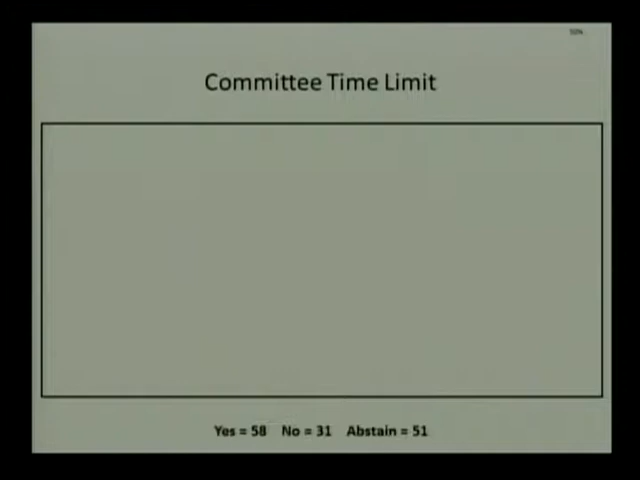 Committee Time Limit
Yes = 58 No = 31 Abstain = 51